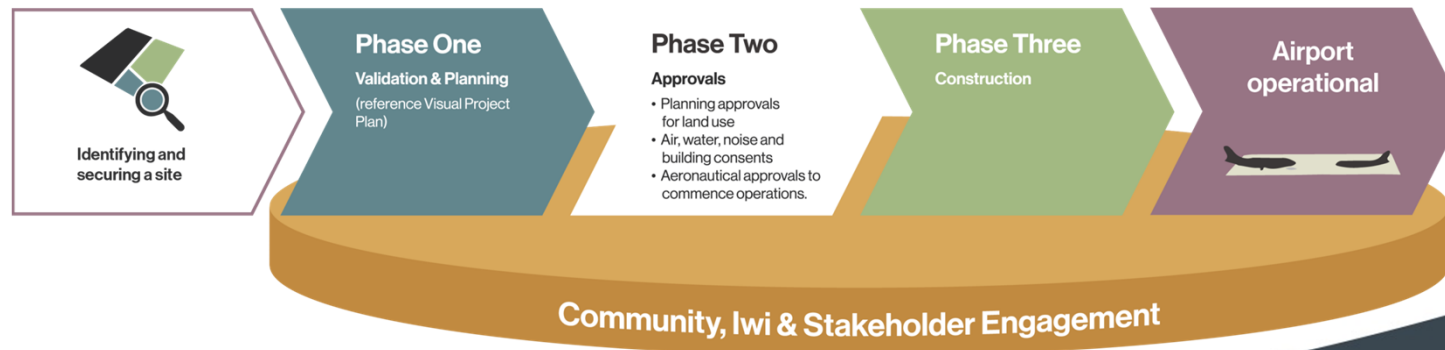 Identifying and
securing a site
Phase One
Validation & Planning
(reference Visual Project
Plan)
Phase Two
Approvals
• Planning approvals
for land use
• Air, water, noise and
building consents
• Aeronautical approvals to
commence operations.
Phase Three
Construction
Airport
operational
Community, Iwi & Stakeholder Engagement